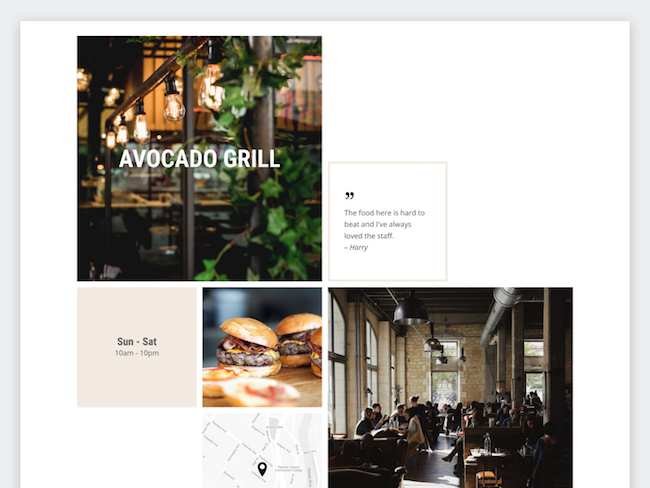 AVOCADO GRILL
”
The food here is hard to
beat and I've always
loved the staff.
– Harry
Sun - Sat
10am - 10pm